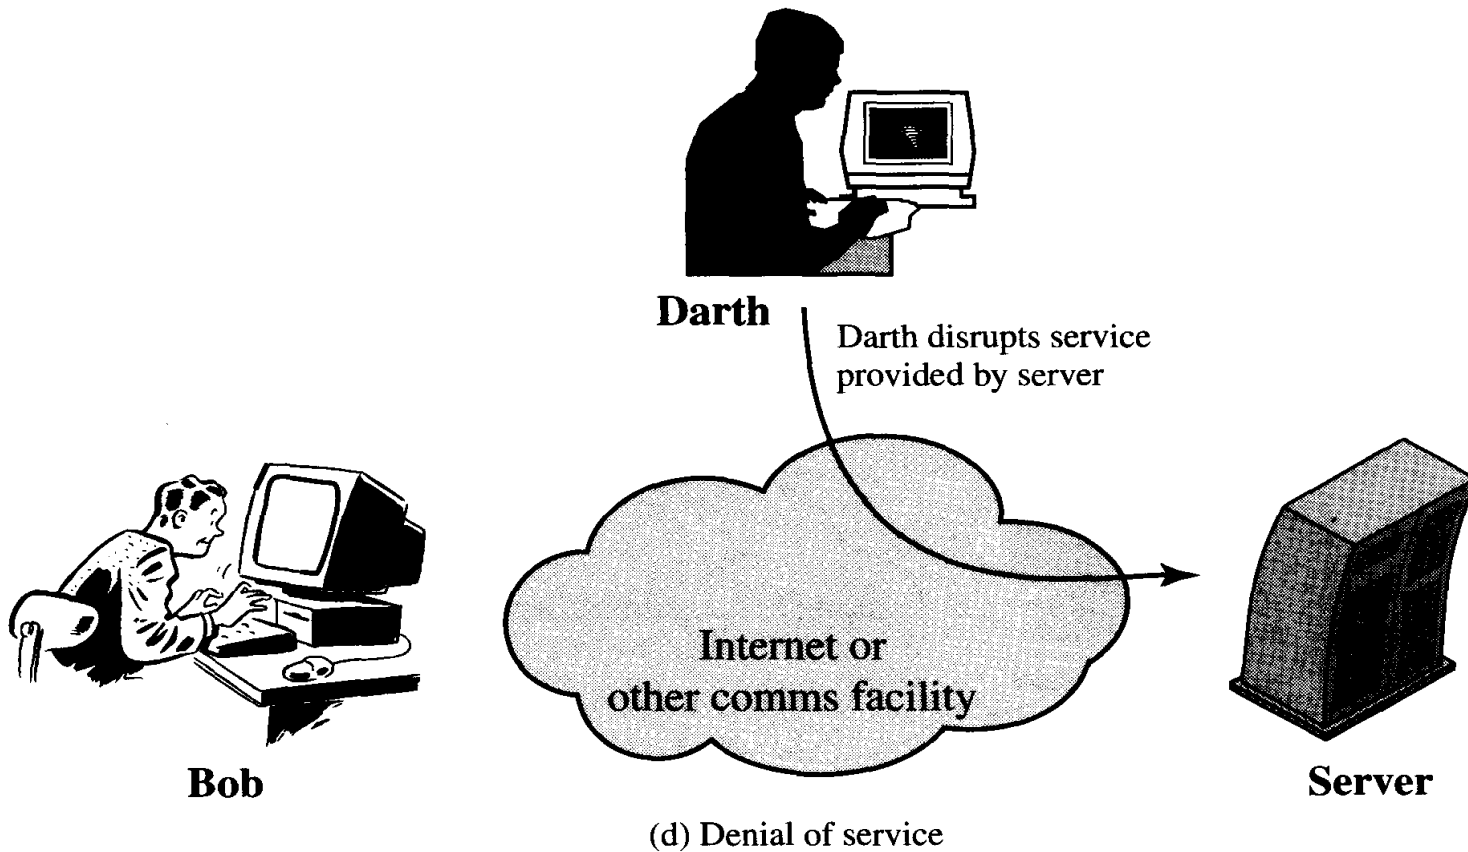 Darth
Darth disrupts service
provided by server
Internet or
other comms facility
Bob
Server
(d) Denial of service